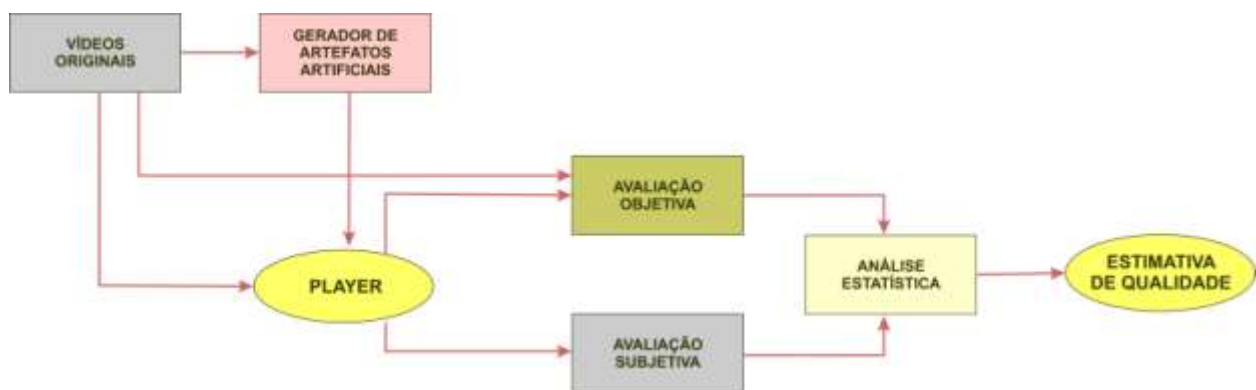 VÍDEOS
ORIGINAIS
GERADOR DE
ARTEFATOS
ARTIFICIAIS
AVALIAÇÃO
OBJETIVA
PLAYER
ANÁLISE
ESTATÍSTICA
ESTIMATIVA
DE QUALIDADE
AVALIAÇÃO
SUBJETIVA